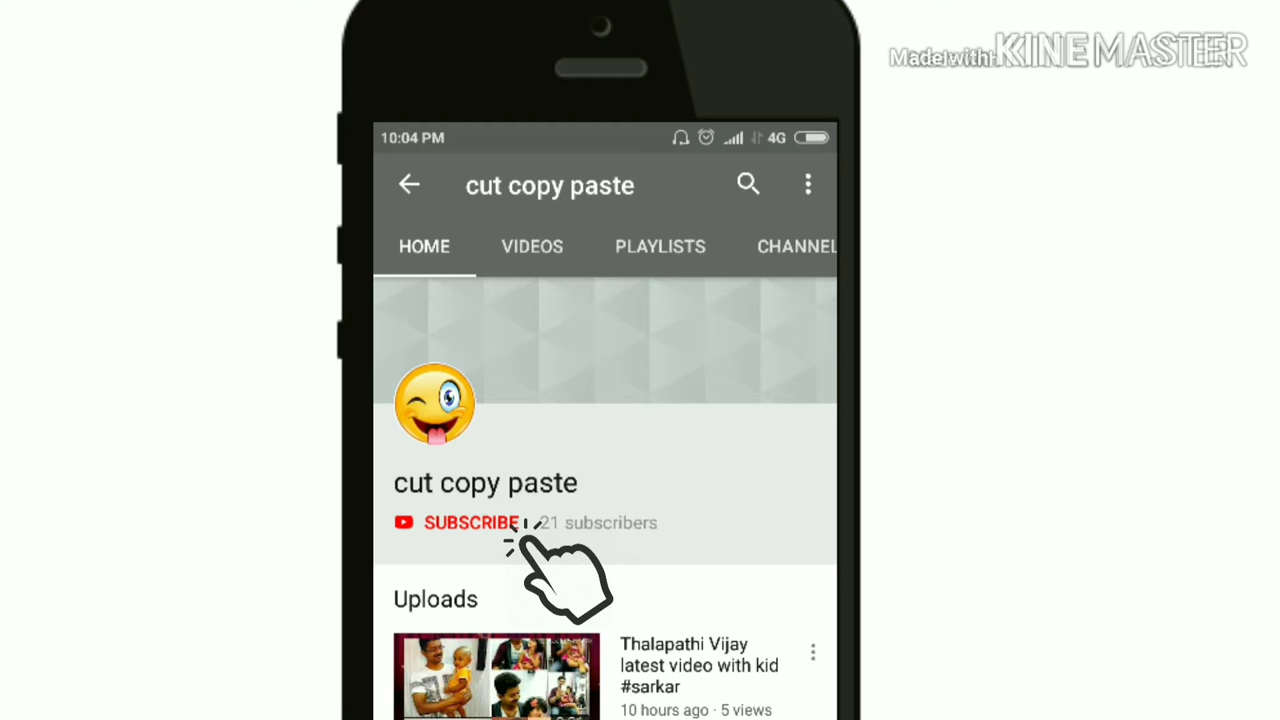 Made with KINEMASTER
10:04 PM
4G
cut copy paste
HOME VIDEOS PLAYLISTS CHANNEL
cut copy paste
SUBSCRIBE 21 subscribers
Uploads
Thalapathi Vijay
latest video with kid
#sarkar
10 hours ago · 5 views